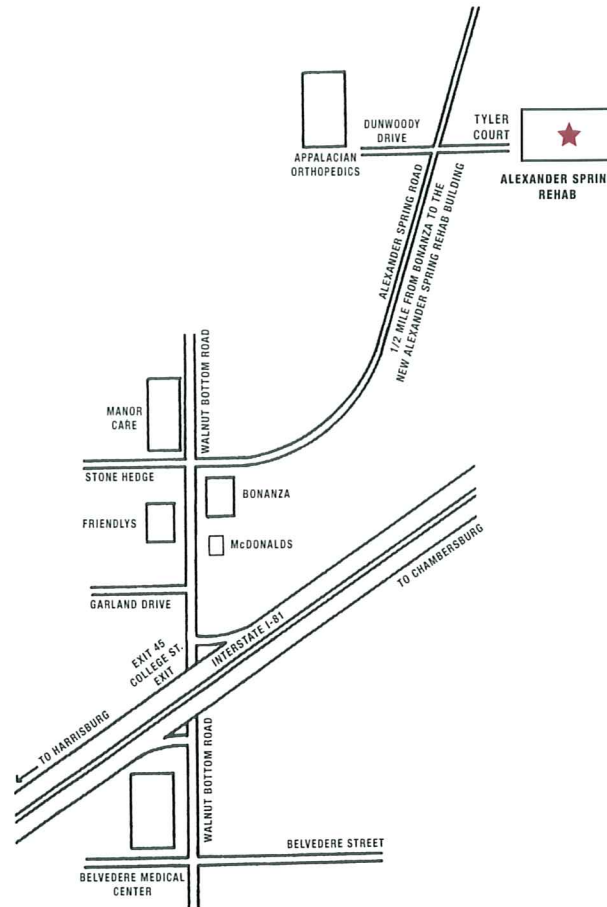 DUNWOODY
DRIVE
TYLER
COURT
APPALACIAN
ORTHOPEDICS
ALEXANDER SPRIN
REHAB
ALEXANDER SPRING ROAD
1/2 MILE FROM BONANZA TO THE
NEW ALEXANDER SPRING REHAB BUILDING
WALNUT BOTTOM ROAD
MANOR
CARE
STONE HEDGE
BONANZA
FRIENDLYS
McDONALDS
GARLAND DRIVE
TO CHAMBERSBURG
INTERSTATE I-81
EXIT 45
COLLEGE ST.
EXIT
TO HARRISBURG
WALNUT BOTTOM ROAD
BELVEDERE STREET
BELVEDERE MEDICAL
CENTER